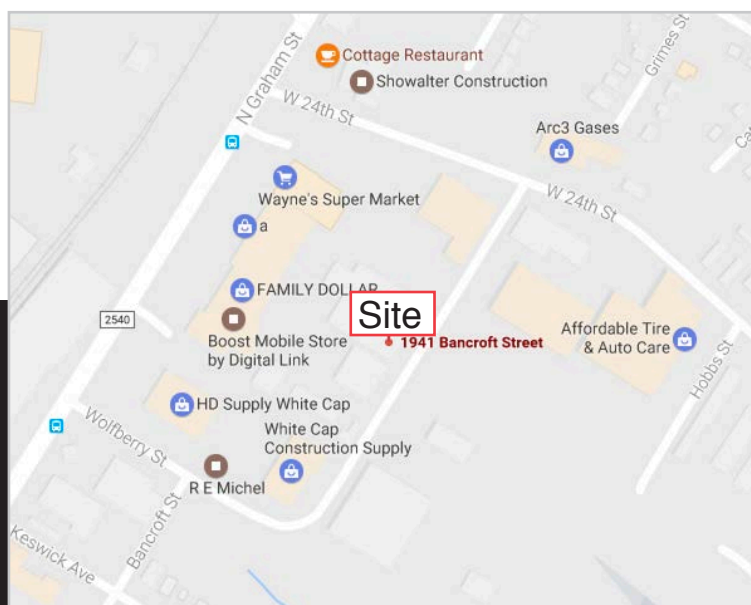 Cottage Restaurant
Showalter Construction
N Graham St
W 24th St
Grimes St
Arc3 Gases
Wayne's Super Market
W 24th St
a
FAMILY DOLLAR
Site
2540
Boost Mobile Store
by Digital Link
1941 Bancroft Street
Affordable Tire
& Auto Care
Hobbs St
HD Supply White Cap
Wolfberry St
White Cap
Construction Supply
R E Michel
Bancroft St
Keswick Ave